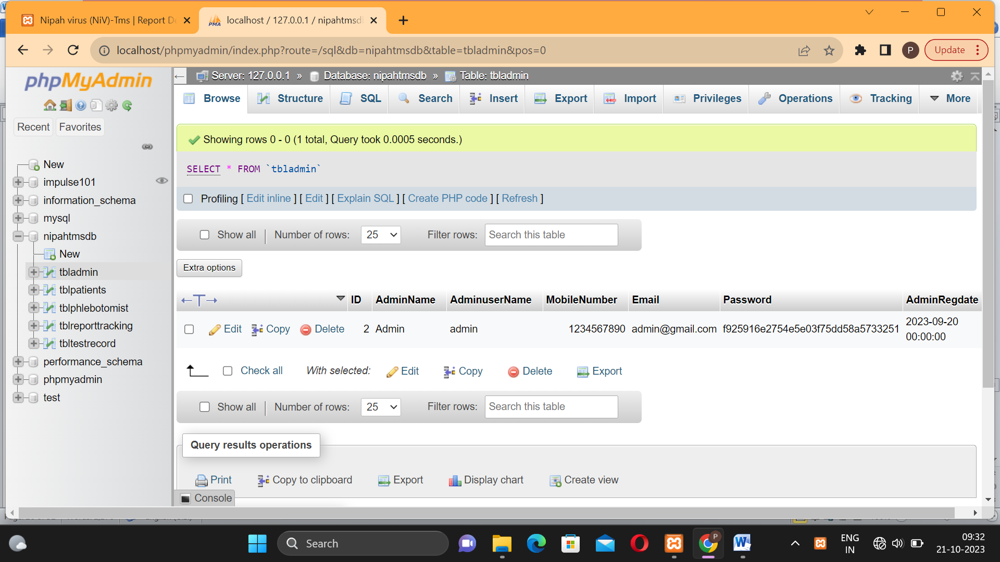 Nipah virus (NiV)-Tms | Report De
localhost / 127.0.0.1 / nipahtmsd
localhost/phpmyadmin/index.php?route=/sql&db=nipahtmsdb&table=tbladmin&pos=0
P
Update
phpMyAdmin
Recent
Favorites
New
impulse101
information_schema
mysql
nipahtmsdb
New
tbladmin
tblpatients
tblphlebotomist
tblreporttracking
tbltestrecord
performance_schema
phpmyadmin
test
Server: 127.0.0.1 » Database: nipahtmsdb » Table: tbladmin
Browse Structure SQL Search Insert Export Import Privileges Operations Tracking More
Showing rows 0 - 0 (1 total, Query took 0.0005 seconds.)
SELECT * FROM `tbladmin`
Profiling [ Edit inline ] [ Edit ] [ Explain SQL ] [ Create PHP code ] [ Refresh ]
Show all | Number of rows: 25 Filter rows: Search this table
Extra options
←T→ ID AdminName AdminuserName MobileNumber Email Password AdminRegdate
Edit Copy Delete 2 Admin admin 1234567890 admin@gmail.com f925916e2754e5e03f75dd58a5733251 2023-09-20
00:00:00
Check all With selected: Edit Copy Delete Export
Show all | Number of rows: 25 Filter rows: Search this table
Query results operations
Print Copy to clipboard Export Display chart Create view
Console
Search
ENG
IN
09:32
21-10-2023